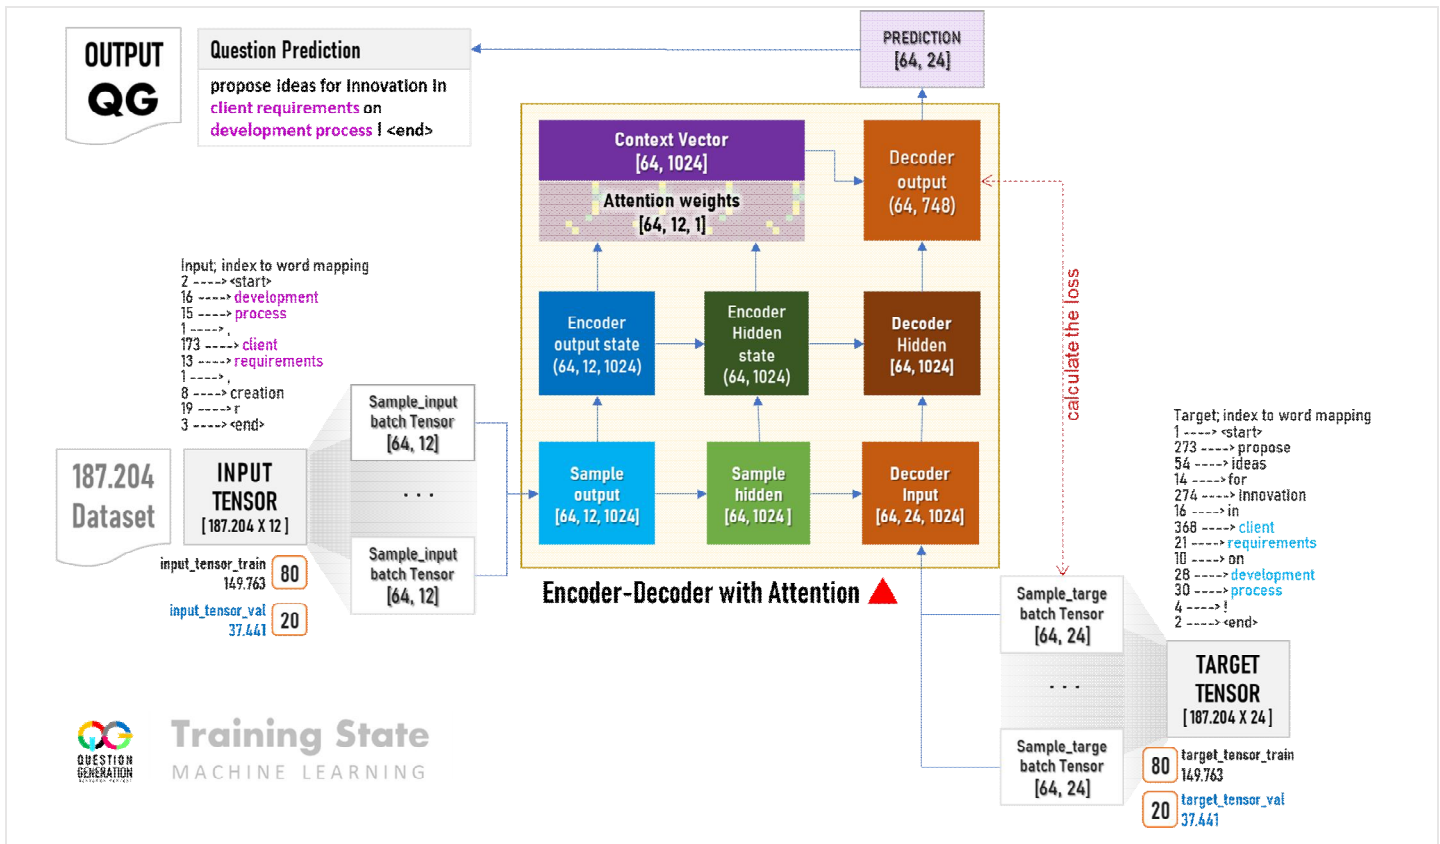 OUTPUT
QG
Question Prediction
propose ideas for Innovation in
client requirements on
development process ! <end>
PREDICTION
[64, 24]
Context Vector
[64, 1024]
Attention weights
[64, 12, 1]
Decoder
output
(64, 748)
Encoder
output state
(64, 12, 1024)
Encoder
Hidden
state
(64, 1024)
Decoder
Hidden
[64, 1024]
Sample
output
[64, 12, 1024]
Sample
hidden
[64, 1024]
Decoder
Input
[64, 24, 1024]
Encoder-Decoder with Attention
calculate the loss
Input; index to word mapping
2 ----> <start>
16 ----> development
15 ----> process
1 ----> ,
173 ----> client
13 ----> requirements
1 ----> ,
8 ----> creation
19 ----> r
3 ----> <end>
187.204
Dataset
INPUT
TENSOR
[ 187.204 X 12 ]
input_tensor_train
149.763
80
input_tensor_val
37.441
20
Sample_input
batch Tensor
[64, 12]
...
Sample_input
batch Tensor
[64, 12]
Target; index to word mapping
1 ----> <start>
273 ----> propose
54 ----> ideas
14 ----> for
274 ----> Innovation
16 ----> in
368 ----> client
21 ----> requirements
10 ----> on
28 ----> development
30 ----> process
4 ----> !
2 ----> <end>
Sample_targe
batch Tensor
[64, 24]
...
Sample_targe
batch Tensor
[64, 24]
TARGET
TENSOR
[ 187.204 X 24 ]
80
target_tensor_train
149.763
20
target_tensor_val
37.441
QG
QUESTION
GENERATION
Training State
MACHINE LEARNING